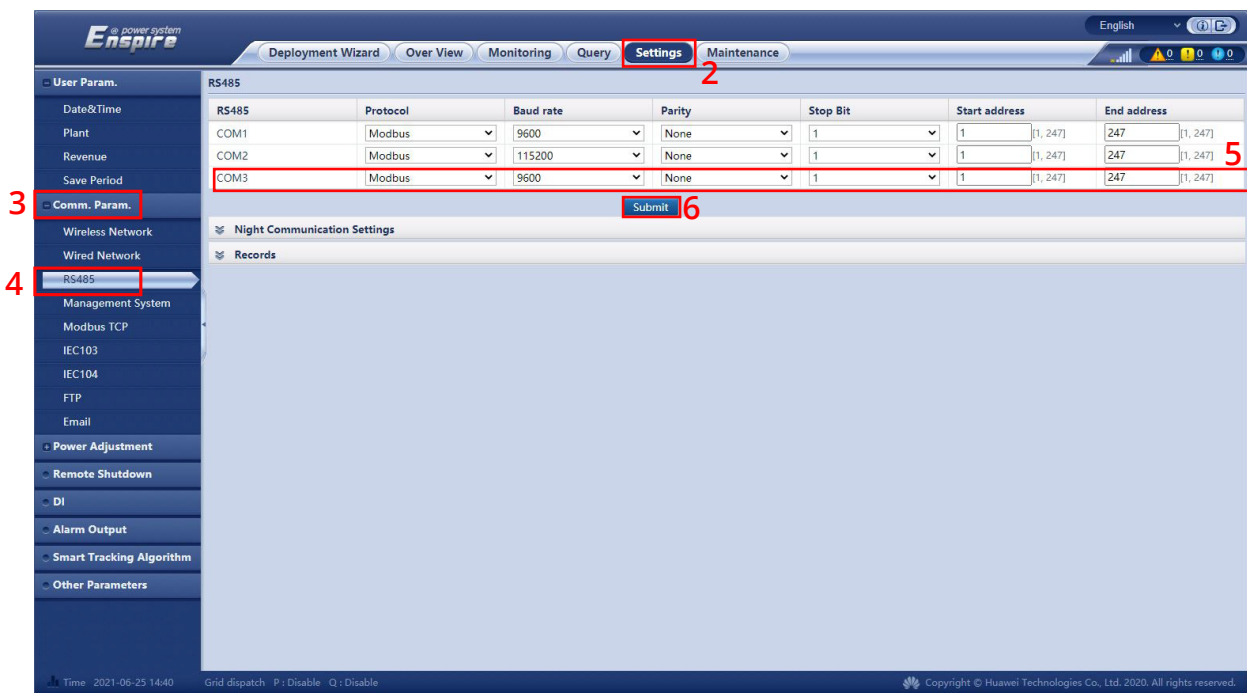 @ power system
Enspire
English
Deployment Wizard Over View Monitoring Query Settings Maintenance
2
0 0 0
User Param.
Date&Time
Plant
Revenue
Save Period
3 Comm. Param.
Wireless Network
Wired Network
4 RS485
Management System
Modbus TCP
IEC103
IEC104
FTP
Email
Power Adjustment
Remote Shutdown
DI
Alarm Output
Smart Tracking Algorithm
Other Parameters
RS485
RS485 Protocol Baud rate Parity Stop Bit Start address End address
COM1 Modbus 9600 None 1 1 [1, 247] 247 [1, 247]
COM2 Modbus 115200 None 1 1 [1, 247] 247 [1, 247]
5
COM3 Modbus 9600 None 1 1 [1, 247] 247 [1, 247]
Submit 6
Night Communication Settings
Records
Time 2021-06-25 14:40 Grid dispatch P : Disable Q : Disable Copyright © Huawei Technologies Co., Ltd. 2020. All rights reserved.